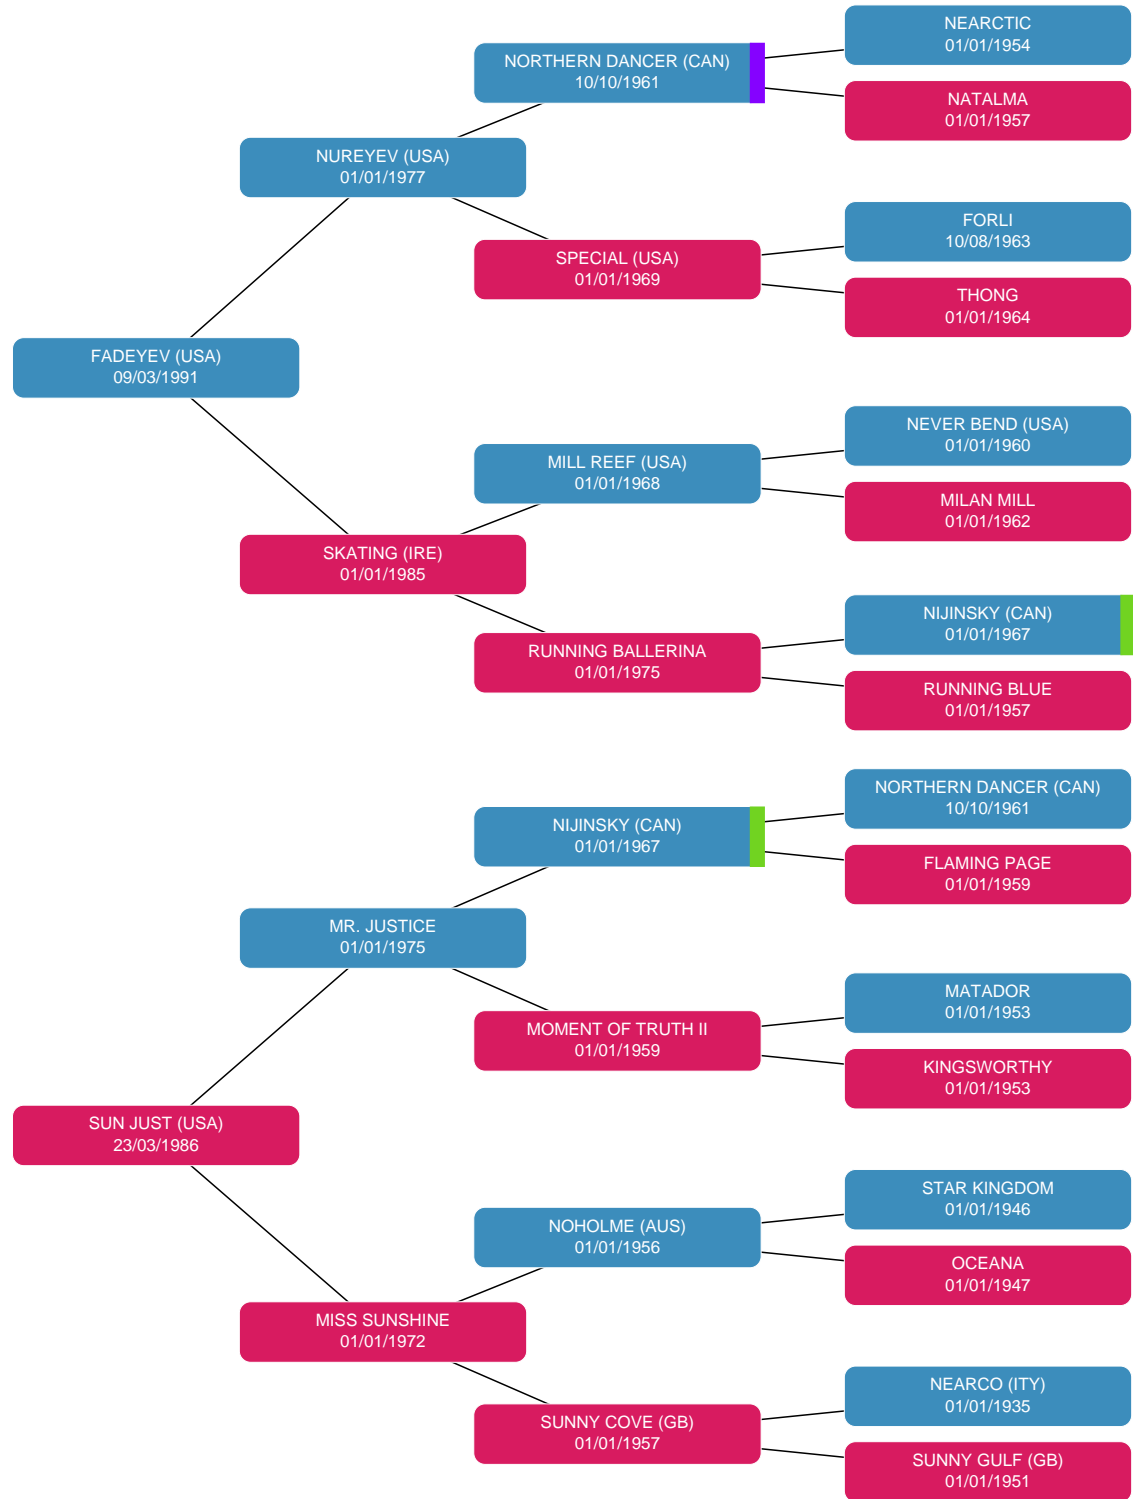 NEARCTIC
01/01/1954
NORTHERN DANCER (CAN)
10/10/1961
NATALMA
01/01/1957
NUREYEV (USA)
01/01/1977
FORLI
10/08/1963
SPECIAL (USA)
01/01/1969
THONG
01/01/1964
FADEYEV (USA)
09/03/1991
NEVER BEND (USA)
01/01/1960
MILL REEF (USA)
01/01/1968
MILAN MILL
01/01/1962
SKATING (IRE)
01/01/1985
NIJINSKY (CAN)
01/01/1967
RUNNING BALLERINA
01/01/1975
RUNNING BLUE
01/01/1957
NORTHERN DANCER (CAN)
10/10/1961
NIJINSKY (CAN)
01/01/1967
FLAMING PAGE
01/01/1959
MR. JUSTICE
01/01/1975
MATADOR
01/01/1953
MOMENT OF TRUTH II
01/01/1959
KINGSWORTHY
01/01/1953
SUN JUST (USA)
23/03/1986
STAR KINGDOM
01/01/1946
NOHOLME (AUS)
01/01/1956
OCEANA
01/01/1947
MISS SUNSHINE
01/01/1972
NEARCO (ITY)
01/01/1935
SUNNY COVE (GB)
01/01/1957
SUNNY GULF (GB)
01/01/1951